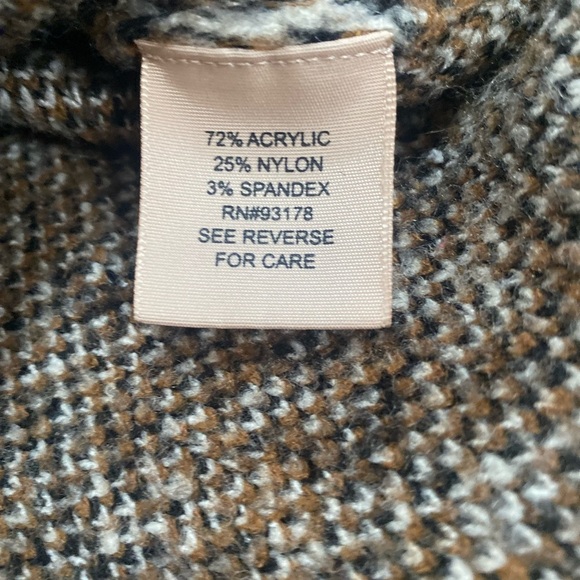 72% ACRYLIC
25% NYLON
3% SPANDEX
RN#93178
SEE REVERSE
FOR CARE